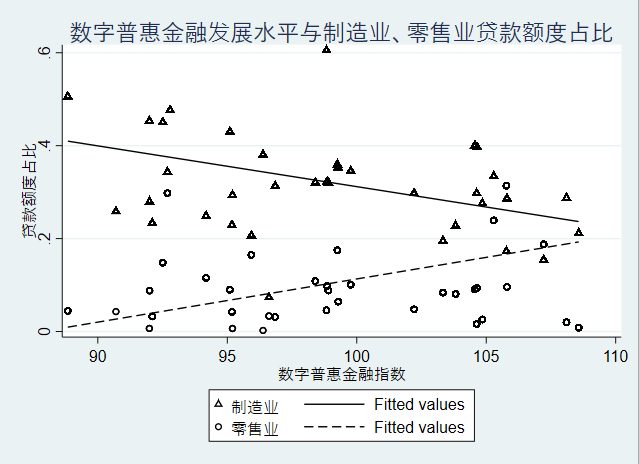 数字普惠金融发展水平与制造业、零售业贷款额度占比
贷款额度占比
.6
.4
.2
0
90 95 100 105 110
数字普惠金融指数
制造业 Fitted values
零售业 Fitted values